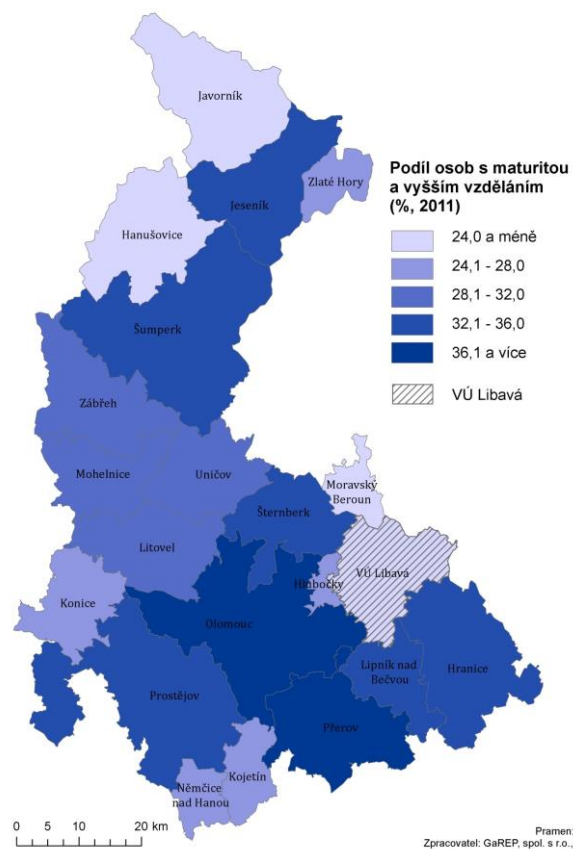 Javorník
Zlaté Hory
Jeseník
Hanušovice
Šumperk
Zábřeh
Mohelnice
Uničov
Moravský
Beroun
Šternberk
Litovel
Hlubočky
VÚ Libavá
Konice
Olomouc
Lipník nad
Bečvou
Hranice
Prostějov
Přerov
Kojetín
Němčice
nad Hanou
Podíl osob s maturitou
a vyšším vzděláním
(%, 2011)
24,0 a méně
24,1 - 28,0
28,1 - 32,0
32,1 - 36,0
36,1 a více
VÚ Libavá
0 5 10 20 km
Pramen:
Zpracovatel: GaREP, spol. s r.o.,